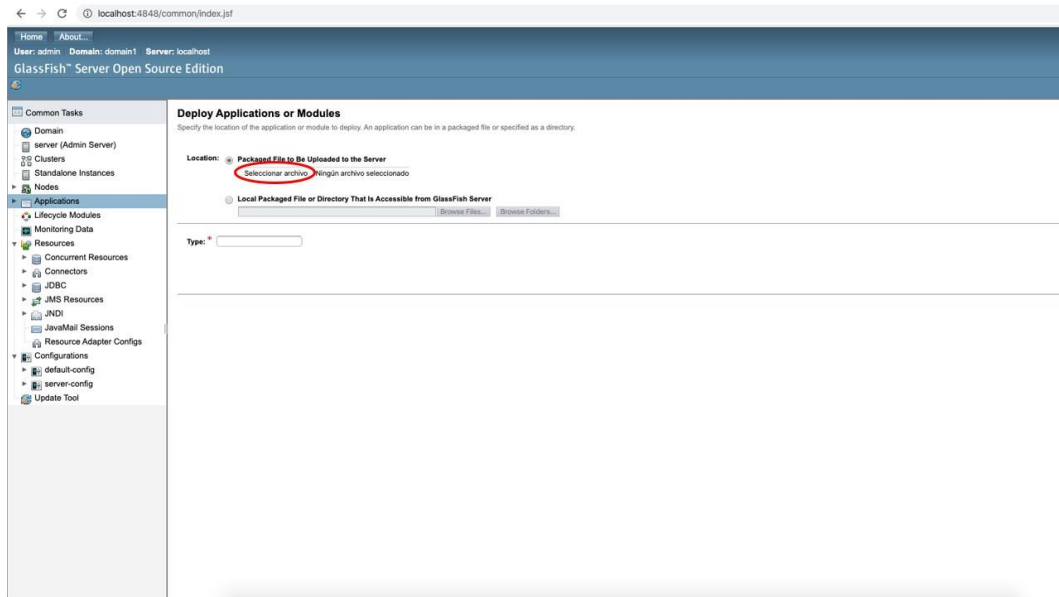 localhost:4848/common/index.jsf
Home About...
User: admin Domain: domain1 Server: localhost
GlassFish™ Server Open Source Edition
Common Tasks
Domain
server (Admin Server)
Clusters
Standalone Instances
Nodes
Applications
Lifecycle Modules
Monitoring Data
Resources
Concurrent Resources
Connectors
JDBC
JMS Resources
JNDI
JavaMail Sessions
Resource Adapter Configs
Configurations
default-config
server-config
Update Tool
Deploy Applications or Modules
Specify the location of the application or module to deploy. An application can be in a packaged file or specified as a directory.
Location: Packaged File to Be Uploaded to the Server
Seleccionar archivo Ningún archivo seleccionado
Local Packaged File or Directory That Is Accessible from GlassFish Server
Browse Files... Browse Folders...
Type: *